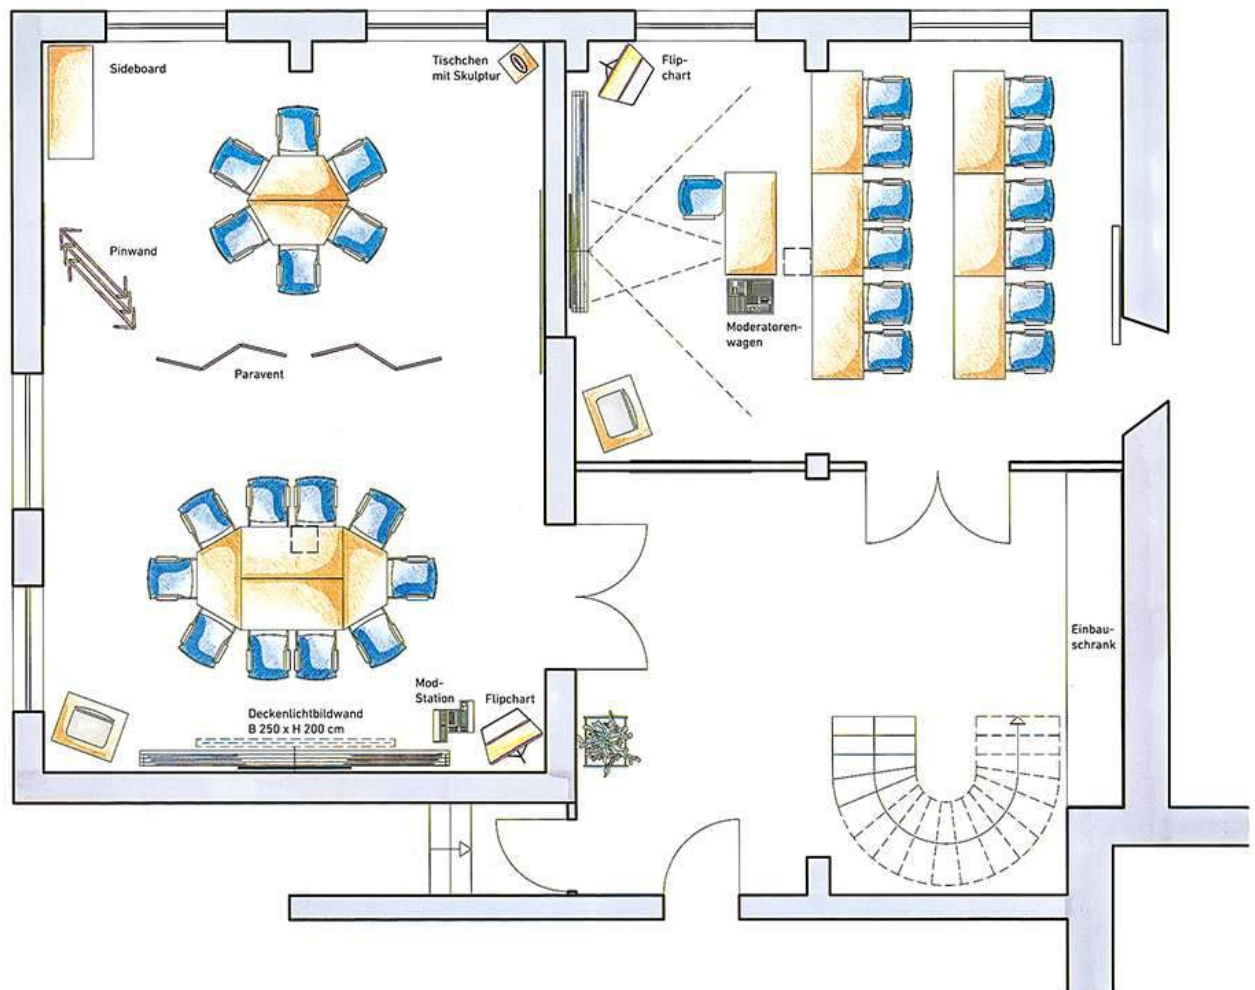 Sideboard
Tischchen
mit Skulptur
Flip-
chart
Pinwand
Moderatoren-
wagen
Paravent
Einbau-
schrank
Mod-
Station
Flipchart
Deckenlichtbildwand
B 250 x H 200 cm